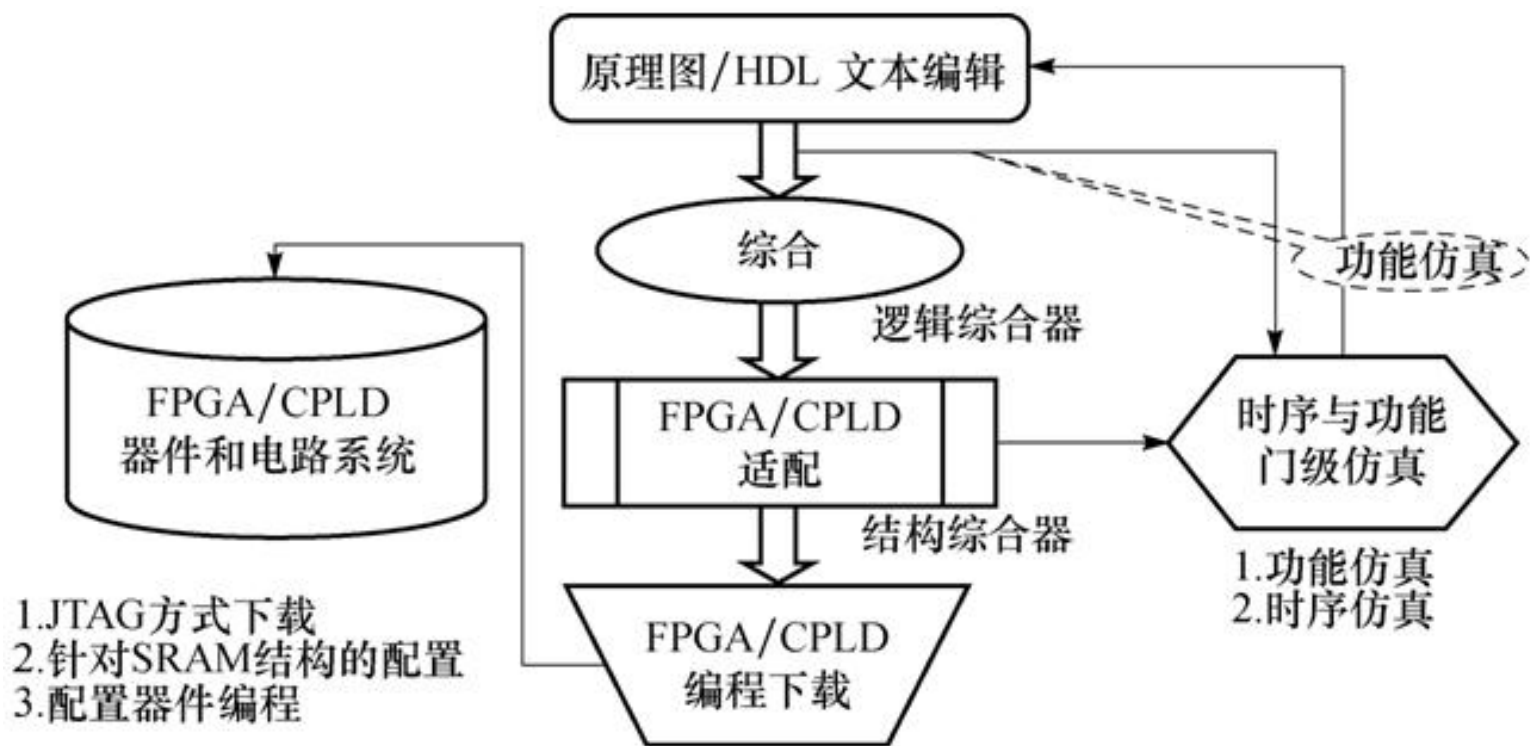 原理图/HDL 文本编辑
综合
功能仿真
逻辑综合器
FPGA/CPLD
器件和电路系统
FPGA/CPLD
适配
时序与功能
门级仿真
结构综合器
1.功能仿真
2.时序仿真
1.JTAG方式下载
2.针对SRAM结构的配置
3.配置器件编程
FPGA/CPLD
编程下载